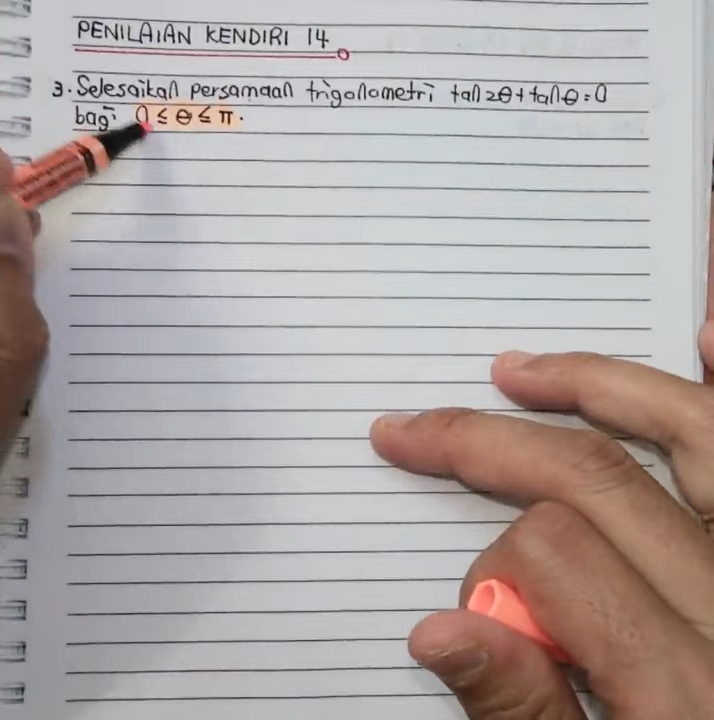 PENILAIAN KENDIRI 14
3. Selesaikan persamaan trigonometri tan 2θ + tan θ = 0
bagi 0 ≤ θ ≤ π.